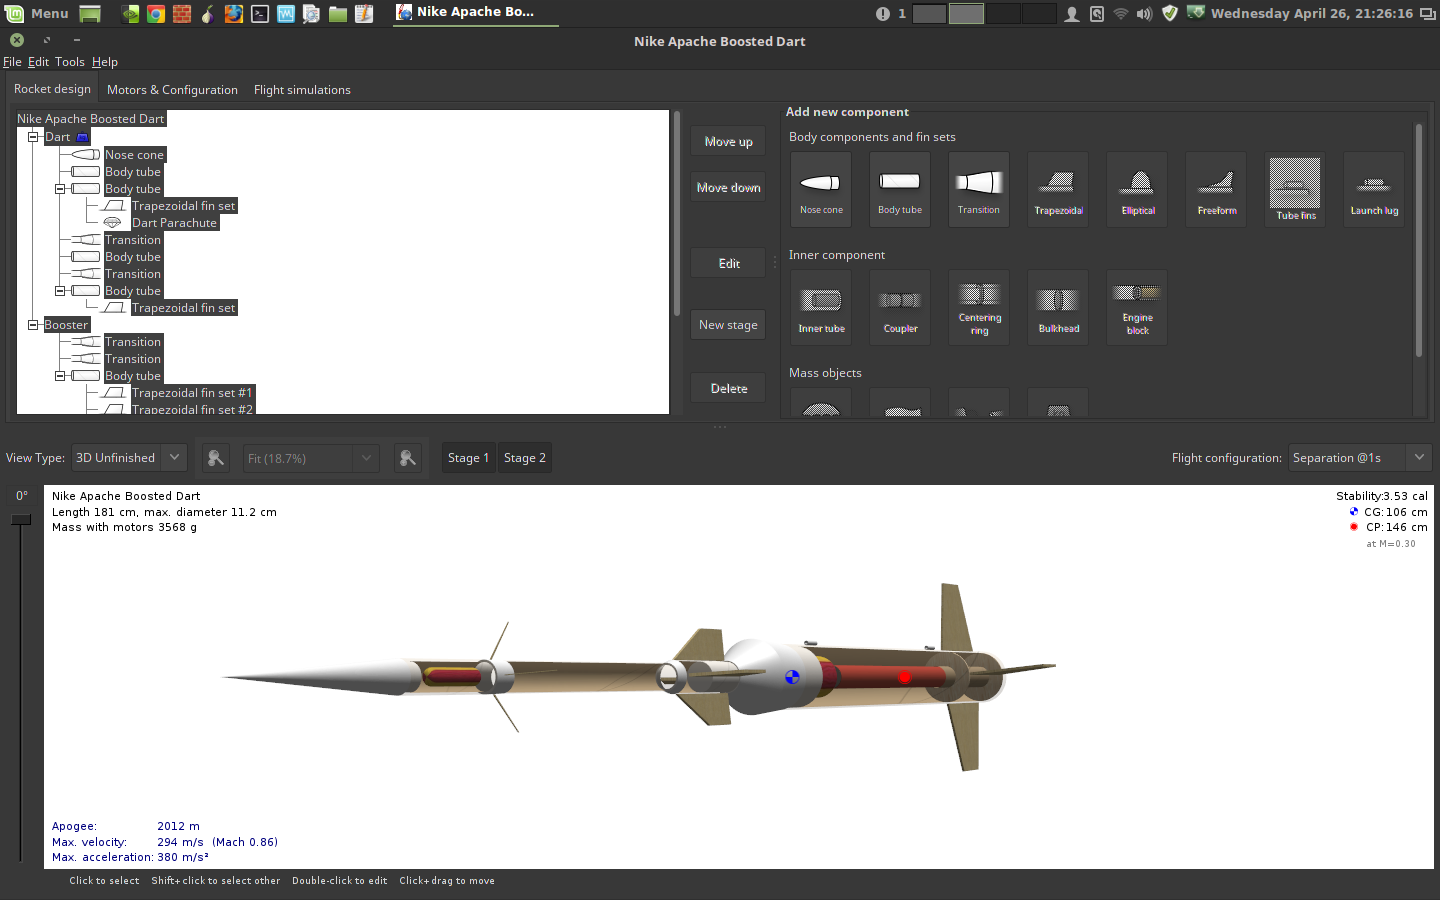 Menu
Nike Apache Bo...
1
Wednesday April 26, 21:26:16
Nike Apache Boosted Dart
File Edit Tools Help
Rocket design
Motors & Configuration
Flight simulations
Nike Apache Boosted Dart
Dart
Nose cone
Body tube
Body tube
Trapezoidal fin set
Dart Parachute
Transition
Body tube
Transition
Body tube
Trapezoidal fin set
Booster
Transition
Transition
Body tube
Trapezoidal fin set #1
Trapezoidal fin set #2
Move up
Move down
Edit
New stage
Delete
Add new component
Body components and fin sets
Nose cone
Body tube
Transition
Trapezoidal
Elliptical
Freeform
Tube fins
Launch lug
Inner component
Inner tube
Coupler
Centering
ring
Bulkhead
Engine
block
Mass objects
View Type:
3D Unfinished
Fit (18.7%)
Stage 1
Stage 2
Flight configuration:
Separation @1s
0°
Nike Apache Boosted Dart
Length 181 cm, max. diameter 11.2 cm
Mass with motors 3568 g
Stability:3.53 cal
CG:106 cm
CP:146 cm
at M=0.30
Apogee: 2012 m
Max. velocity: 294 m/s (Mach 0.86)
Max. acceleration: 380 m/s²
Click to select Shift+click to select other Double-click to edit Click+drag to move